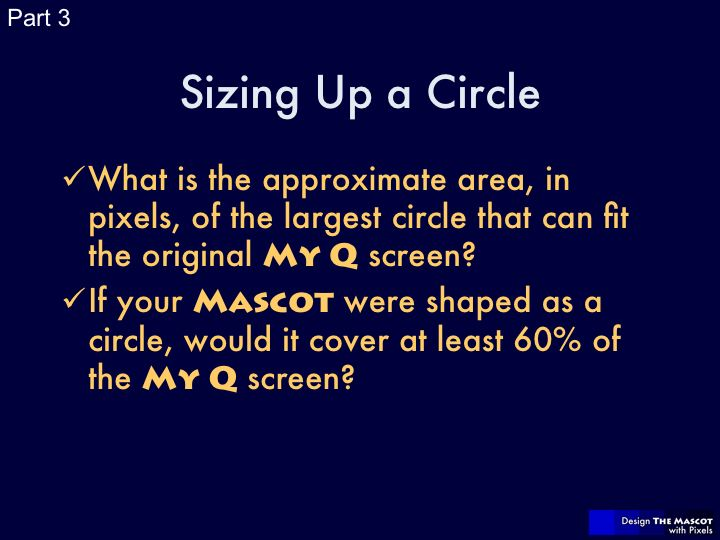 Part 3
Sizing Up a Circle
✓What is the approximate area, in
pixels, of the largest circle that can fit
the original My Q screen?
✓If your Mascot were shaped as a
circle, would it cover at least 60% of
the My Q screen?
Design The Mascot
with Pixels